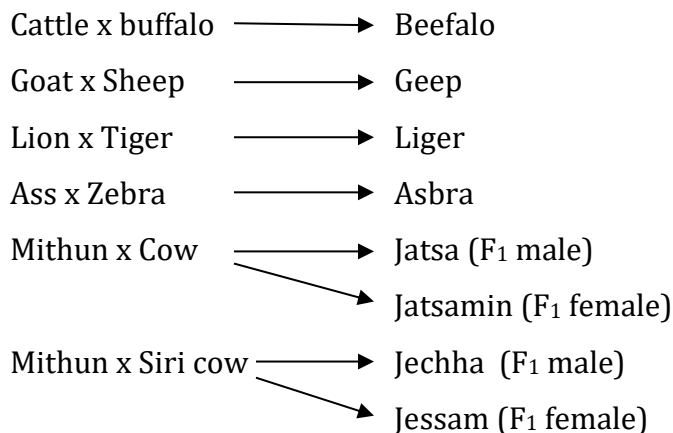 Cattle x buffalo Beefalo
Goat x Sheep Geep
Lion x Tiger Liger
Ass x Zebra Asbra
Mithun x Cow Jatsa (F₁ male)
Jatsamin (F₁ female)
Mithun x Siri cow Jechha (F₁ male)
Jessam (F₁ female)